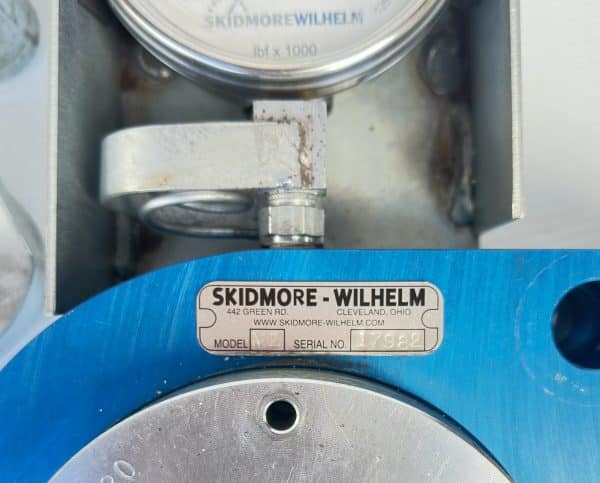 SKIDMOREWILHELM
lbf x 1000
SKIDMORE - WILHELM
442 GREEN RD. CLEVELAND, OHIO
WWW.SKIDMORE-WILHELM.COM
MODEL SERIAL NO. 17982